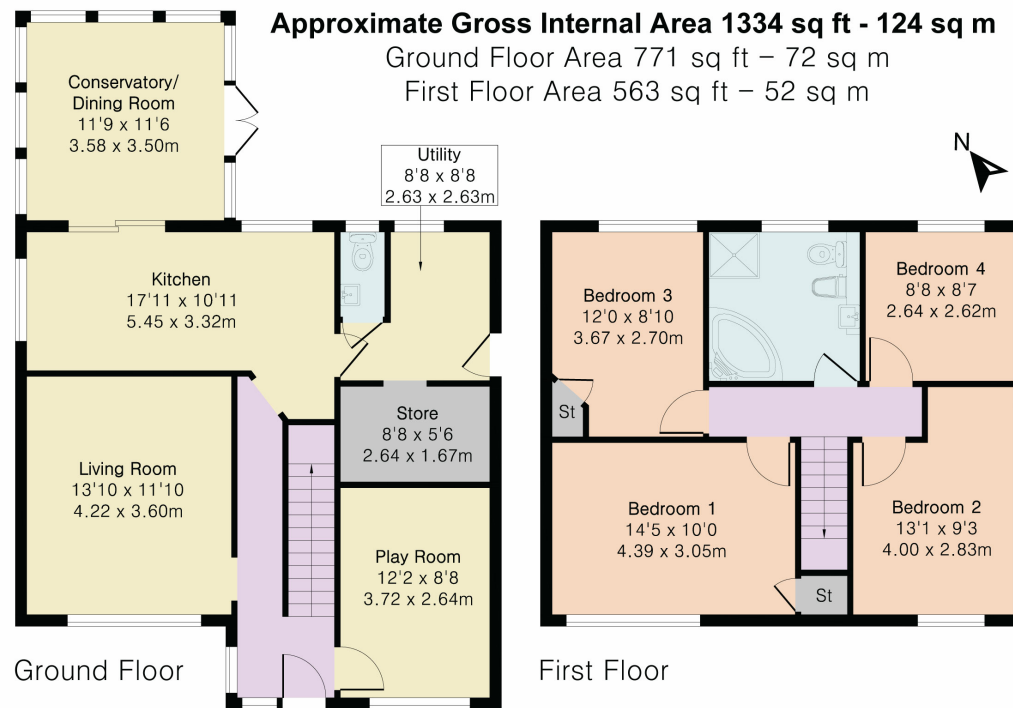 Approximate Gross Internal Area 1334 sq ft - 124 sq m
Ground Floor Area 771 sq ft – 72 sq m
First Floor Area 563 sq ft – 52 sq m
N
Conservatory/
Dining Room
11'9 x 11'6
3.58 x 3.50m
Utility
8'8 x 8'8
2.63 x 2.63m
Kitchen
17'11 x 10'11
5.45 x 3.32m
Store
8'8 x 5'6
2.64 x 1.67m
Living Room
13'10 x 11'10
4.22 x 3.60m
Play Room
12'2 x 8'8
3.72 x 2.64m
Ground Floor
Bedroom 3
12'0 x 8'10
3.67 x 2.70m
Bedroom 4
8'8 x 8'7
2.64 x 2.62m
St
Bedroom 1
14'5 x 10'0
4.39 x 3.05m
Bedroom 2
13'1 x 9'3
4.00 x 2.83m
St
First Floor